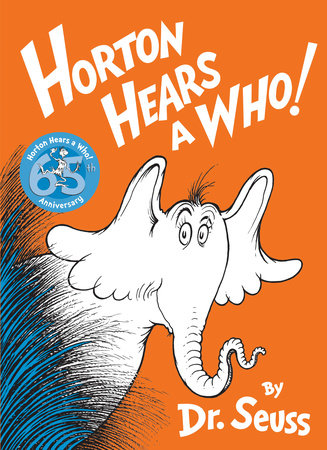 HORTON
HEARS
A WHO!
Horton Hears a Who!
65th
Anniversary
By
Dr. Seuss